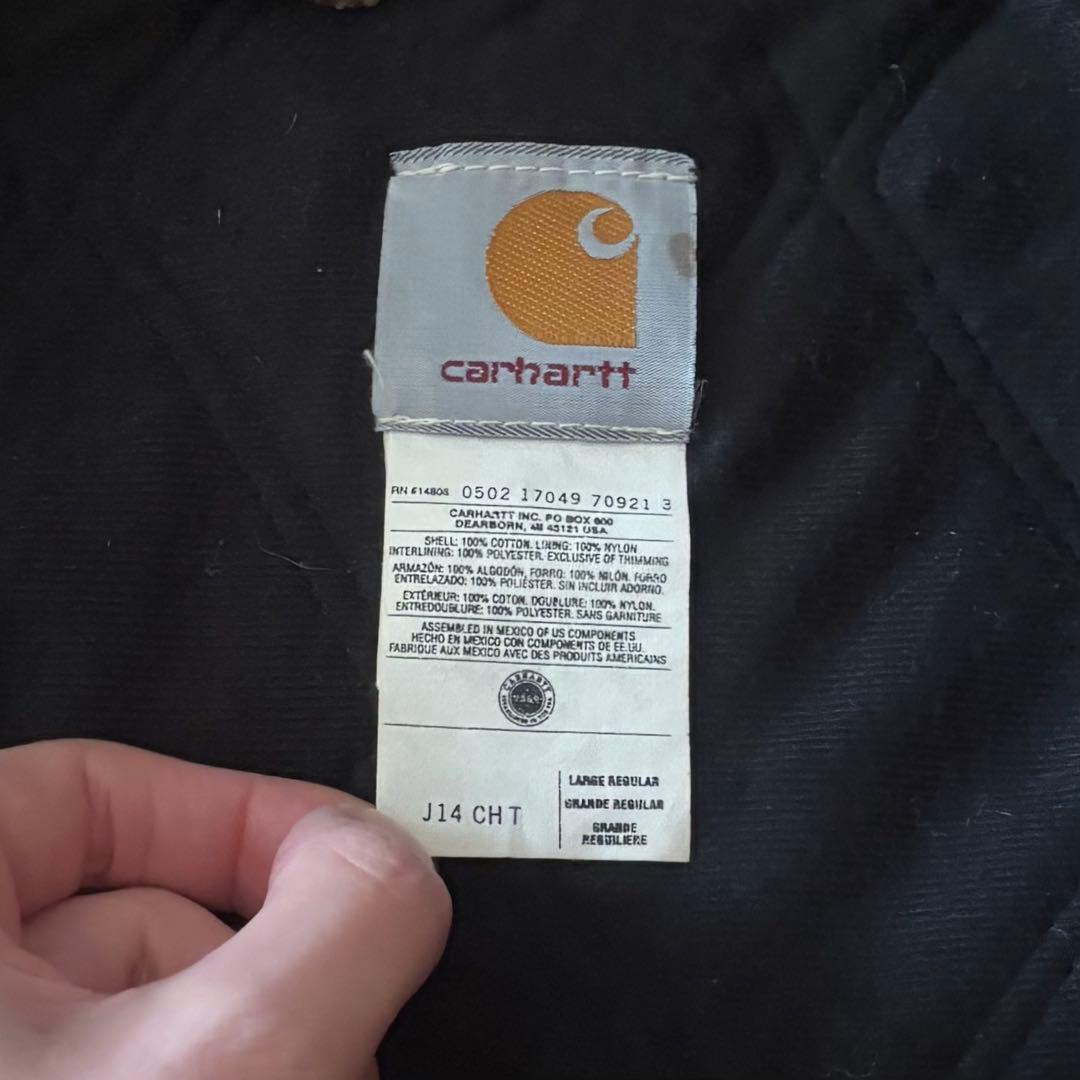 carhartt
RN 614806 0502 17049 70921 3
CARHARTT INC. PO BOX 600
DEARBORN, MI 48121 USA
SHELL: 100% COTTON. LINING: 100% NYLON
INTERLINING: 100% POLYESTER. EXCLUSIVE OF TRIMMING
ARMAZÓN: 100% ALGODÓN, FORRO: 100% NILÓN. FORRO
ENTRELAZADO: 100% POLIÉSTER. SIN INCLUIR ADORNO.
EXTÉRIEUR: 100% COTON. DOUBLURE: 100% NYLON.
ENTREDOUBLURE: 100% POLYESTER. SANS GARNITURE
ASSEMBLED IN MEXICO OF US COMPONENTS
HECHO EN MEXICO CON COMPONENTS DE EE.UU.
FABRIQUE AUX MEXICO AVEC DES PRODUITS AMERICAINS
CARHARTT
J14 CHT
LARGE REGULAR
GRANDE REGULAR
GRANDE
REGULIERE